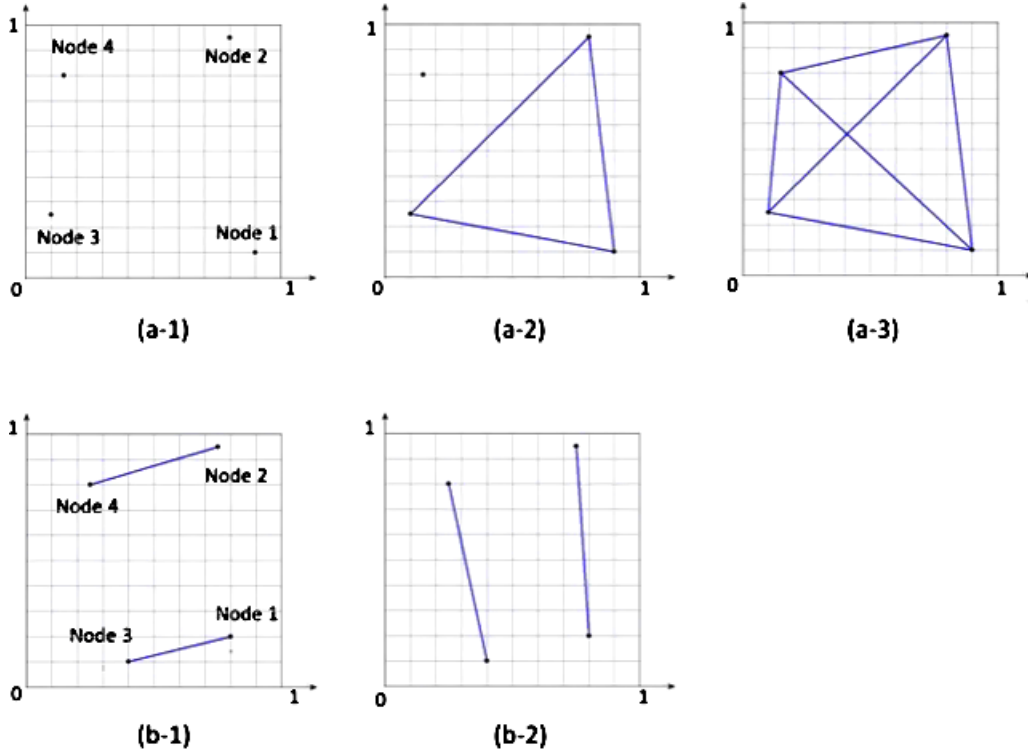 1 Node 4 Node 2
Node 3 Node 1
0 1
(a-1)
1
0 1
(a-2)
1
0 1
(a-3)
1 Node 2
Node 4
Node 3 Node 1
0 1
(b-1)
1
0 1
(b-2)